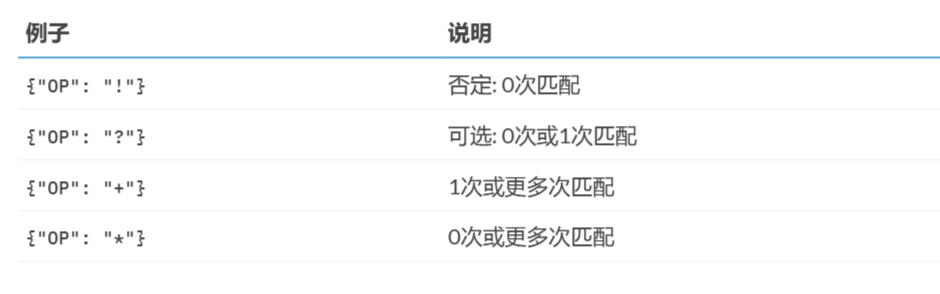 例子 说明
{"OP": "!"} 否定: 0次匹配
{"OP": "?"} 可选: 0次或1次匹配
{"OP": "+"} 1次或更多次匹配
{"OP": "*"} 0次或更多次匹配